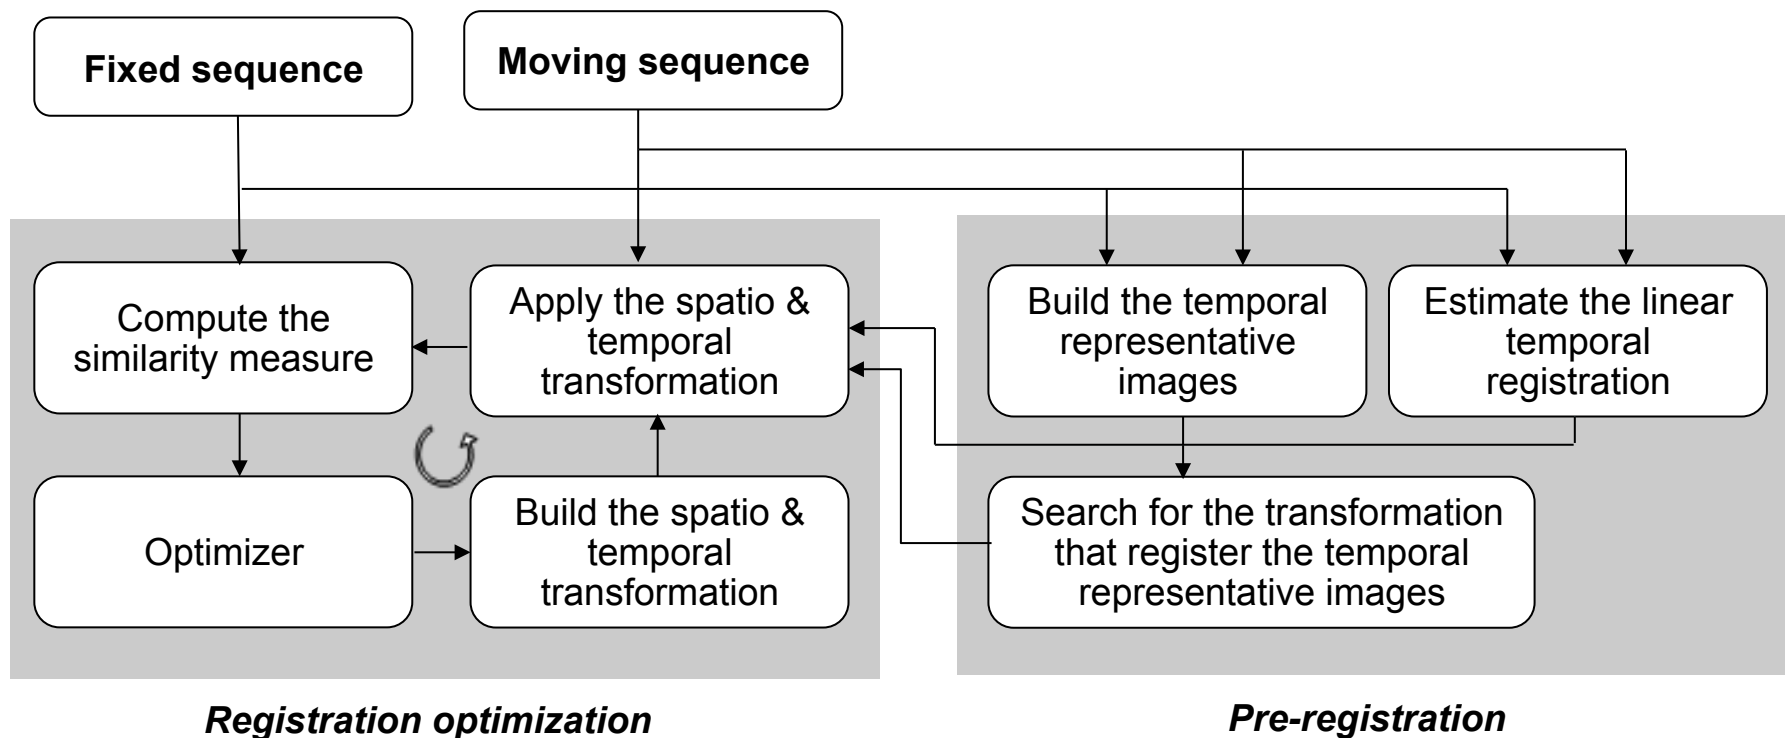 Fixed sequence
Moving sequence
Compute the
similarity measure
Apply the spatio &
temporal
transformation
Build the temporal
representative
images
Estimate the linear
temporal
registration
Optimizer
Build the spatio &
temporal
transformation
Search for the transformation
that register the temporal
representative images
Registration optimization
Pre-registration